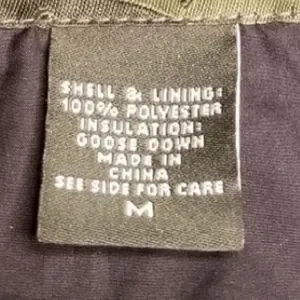 SHELL & LINING:
100% POLYESTER
INSULATION:
GOOSE DOWN
MADE IN
CHINA
SEE SIDE FOR CARE
M